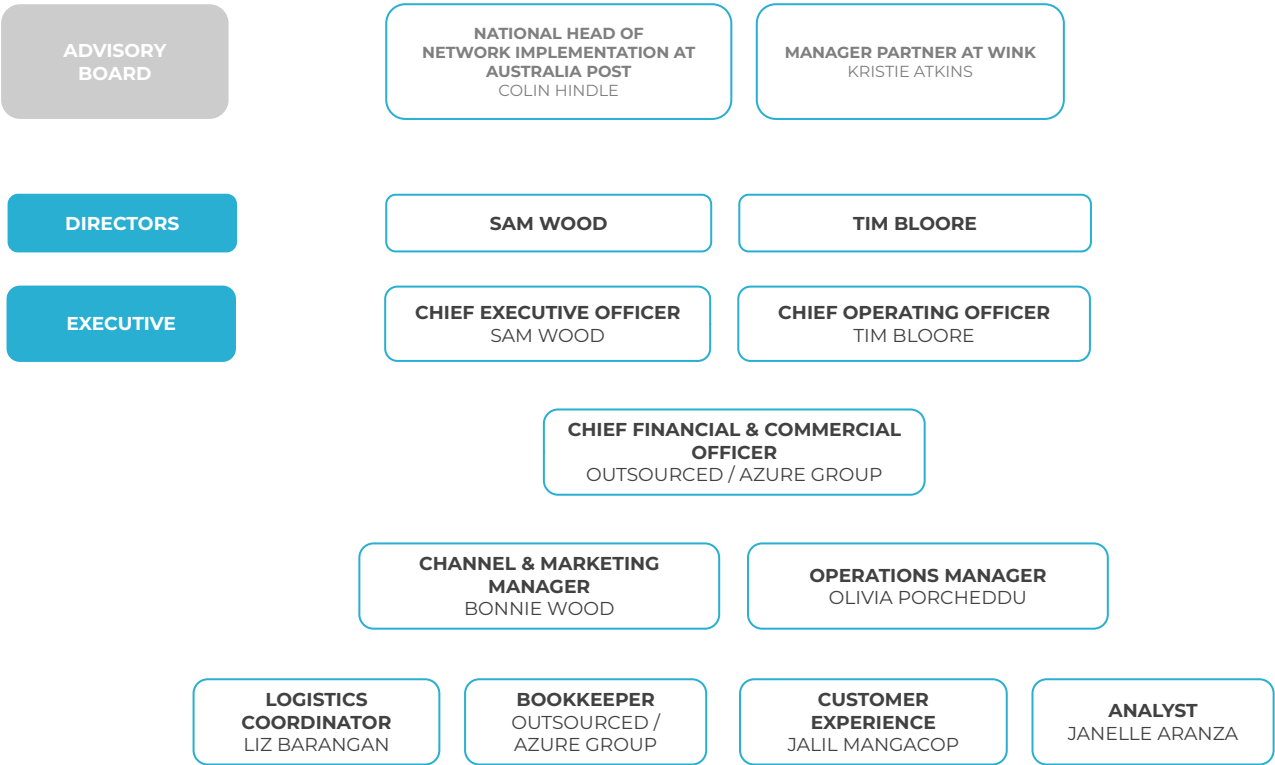 ADVISORY
BOARD
NATIONAL HEAD OF
NETWORK IMPLEMENTATION AT
AUSTRALIA POST
COLIN HINDLE
MANAGER PARTNER AT WINK
KRISTIE ATKINS
DIRECTORS
SAM WOOD
TIM BLOORE
EXECUTIVE
CHIEF EXECUTIVE OFFICER
SAM WOOD
CHIEF OPERATING OFFICER
TIM BLOORE
CHIEF FINANCIAL & COMMERCIAL
OFFICER
OUTSOURCED / AZURE GROUP
CHANNEL & MARKETING
MANAGER
BONNIE WOOD
OPERATIONS MANAGER
OLIVIA PORCHEDDU
LOGISTICS
COORDINATOR
LIZ BARANGAN
BOOKKEEPER
OUTSOURCED /
AZURE GROUP
CUSTOMER
EXPERIENCE
JALIL MANGACOP
ANALYST
JANELLE ARANZA